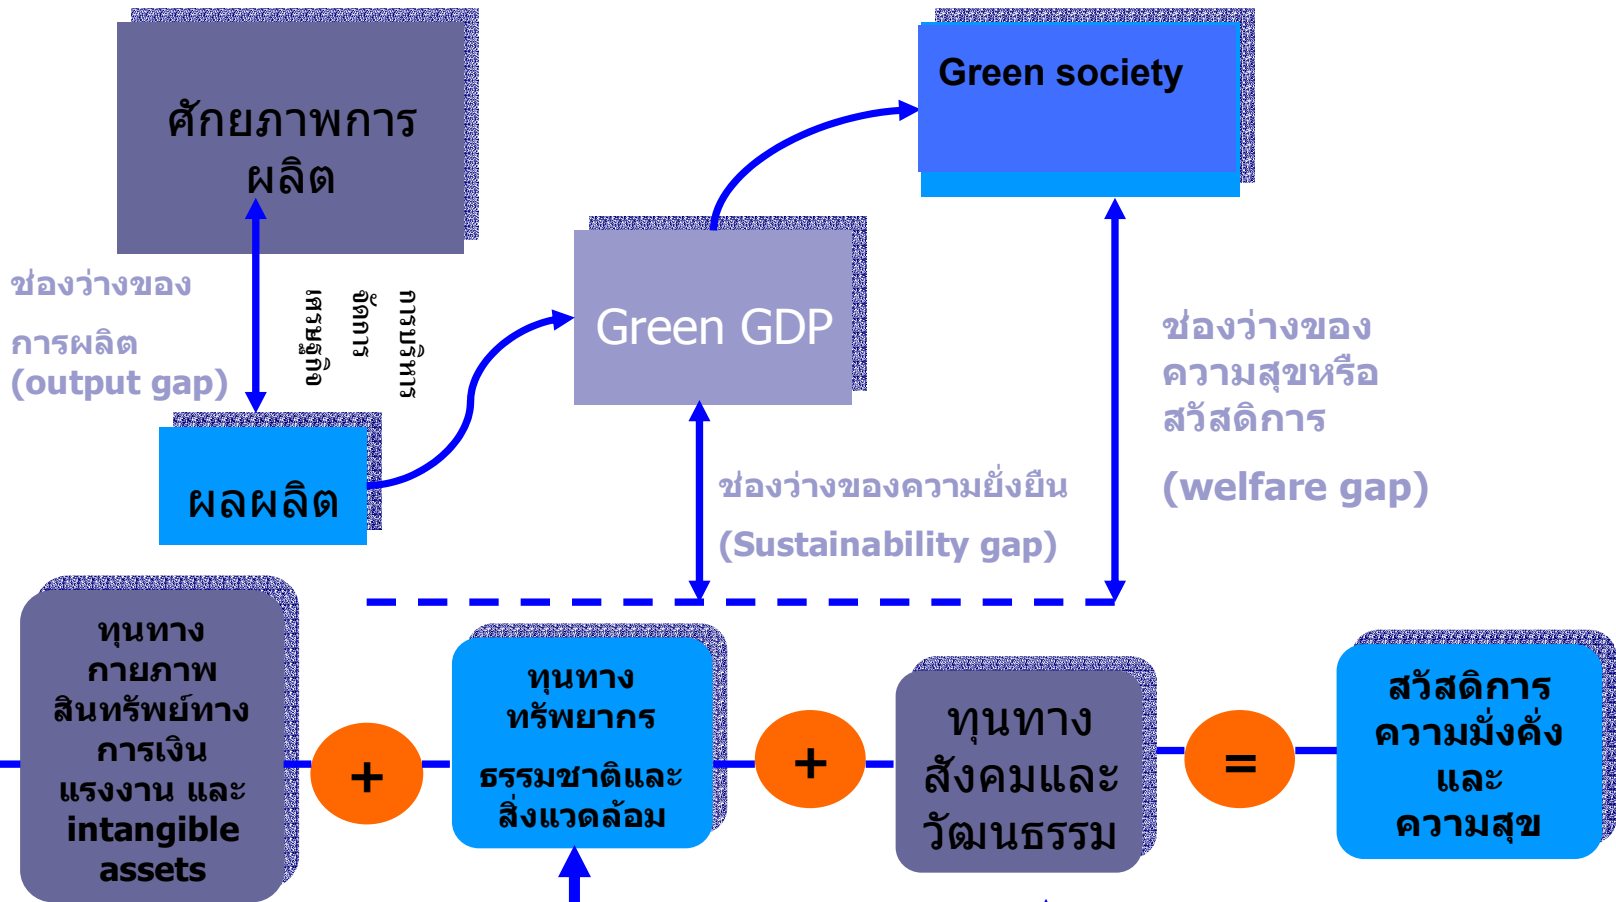 ศักยภาพการ
ผลิต
Green society
ช่องว่างของ
การผลิต
(output gap)
การบริหาร
จัดการ
เศรษฐกิจ
Green GDP
ช่องว่างของ
ความสุขหรือ
สวัสดิการ
(welfare gap)
ผลผลิต
ช่องว่างของความยั่งยืน
(Sustainability gap)
ทุนทาง
กายภาพ
สินทรัพย์ทาง
การเงิน
แรงงาน และ
intangible
assets
+
ทุนทาง
ทรัพยากร
ธรรมชาติและ
สิ่งแวดล้อม
+
ทุนทาง
สังคมและ
วัฒนธรรม
=
สวัสดิการ
ความมั่งคั่ง
และ
ความสุข